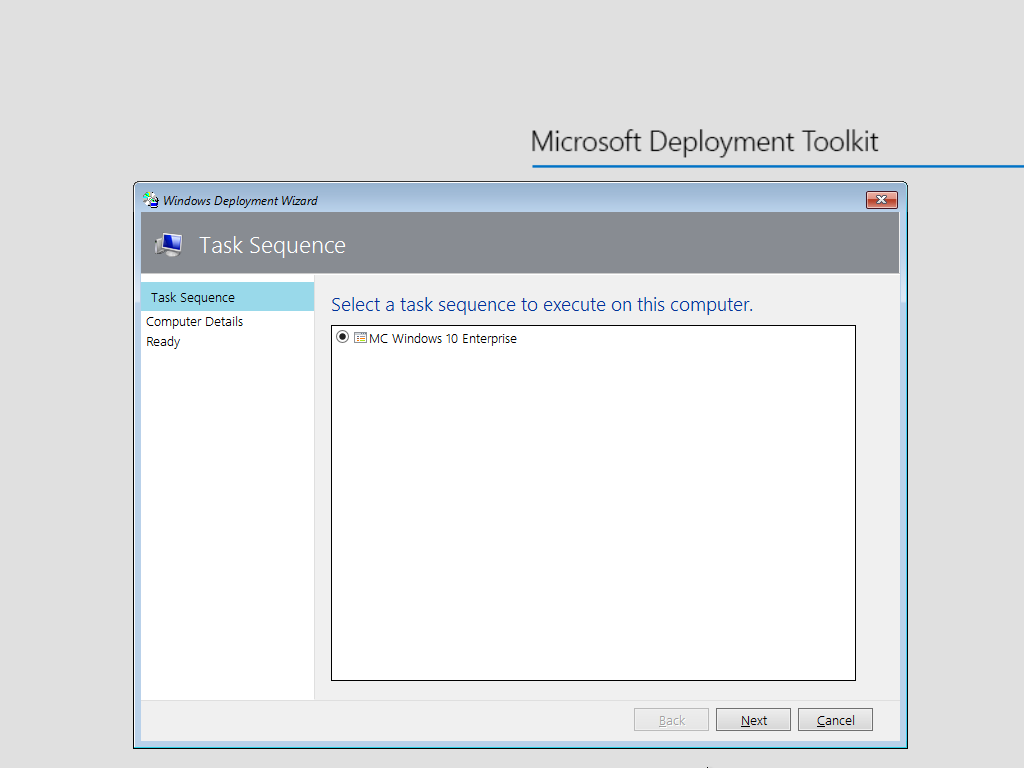 Microsoft Deployment Toolkit
Windows Deployment Wizard
Task Sequence
Task Sequence
Computer Details
Ready
Select a task sequence to execute on this computer.
MC Windows 10 Enterprise
Back Next Cancel